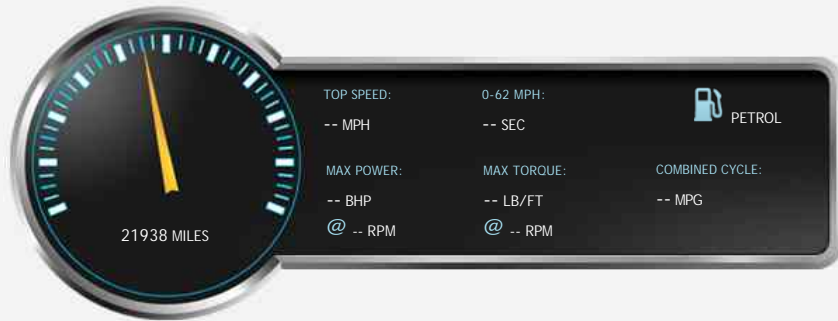 TOP SPEED:
-- MPH
0-62 MPH:
-- SEC
PETROL
MAX POWER:
-- BHP
@ -- RPM
MAX TORQUE:
-- LB/FT
@ -- RPM
COMBINED CYCLE:
-- MPG
21938 MILES